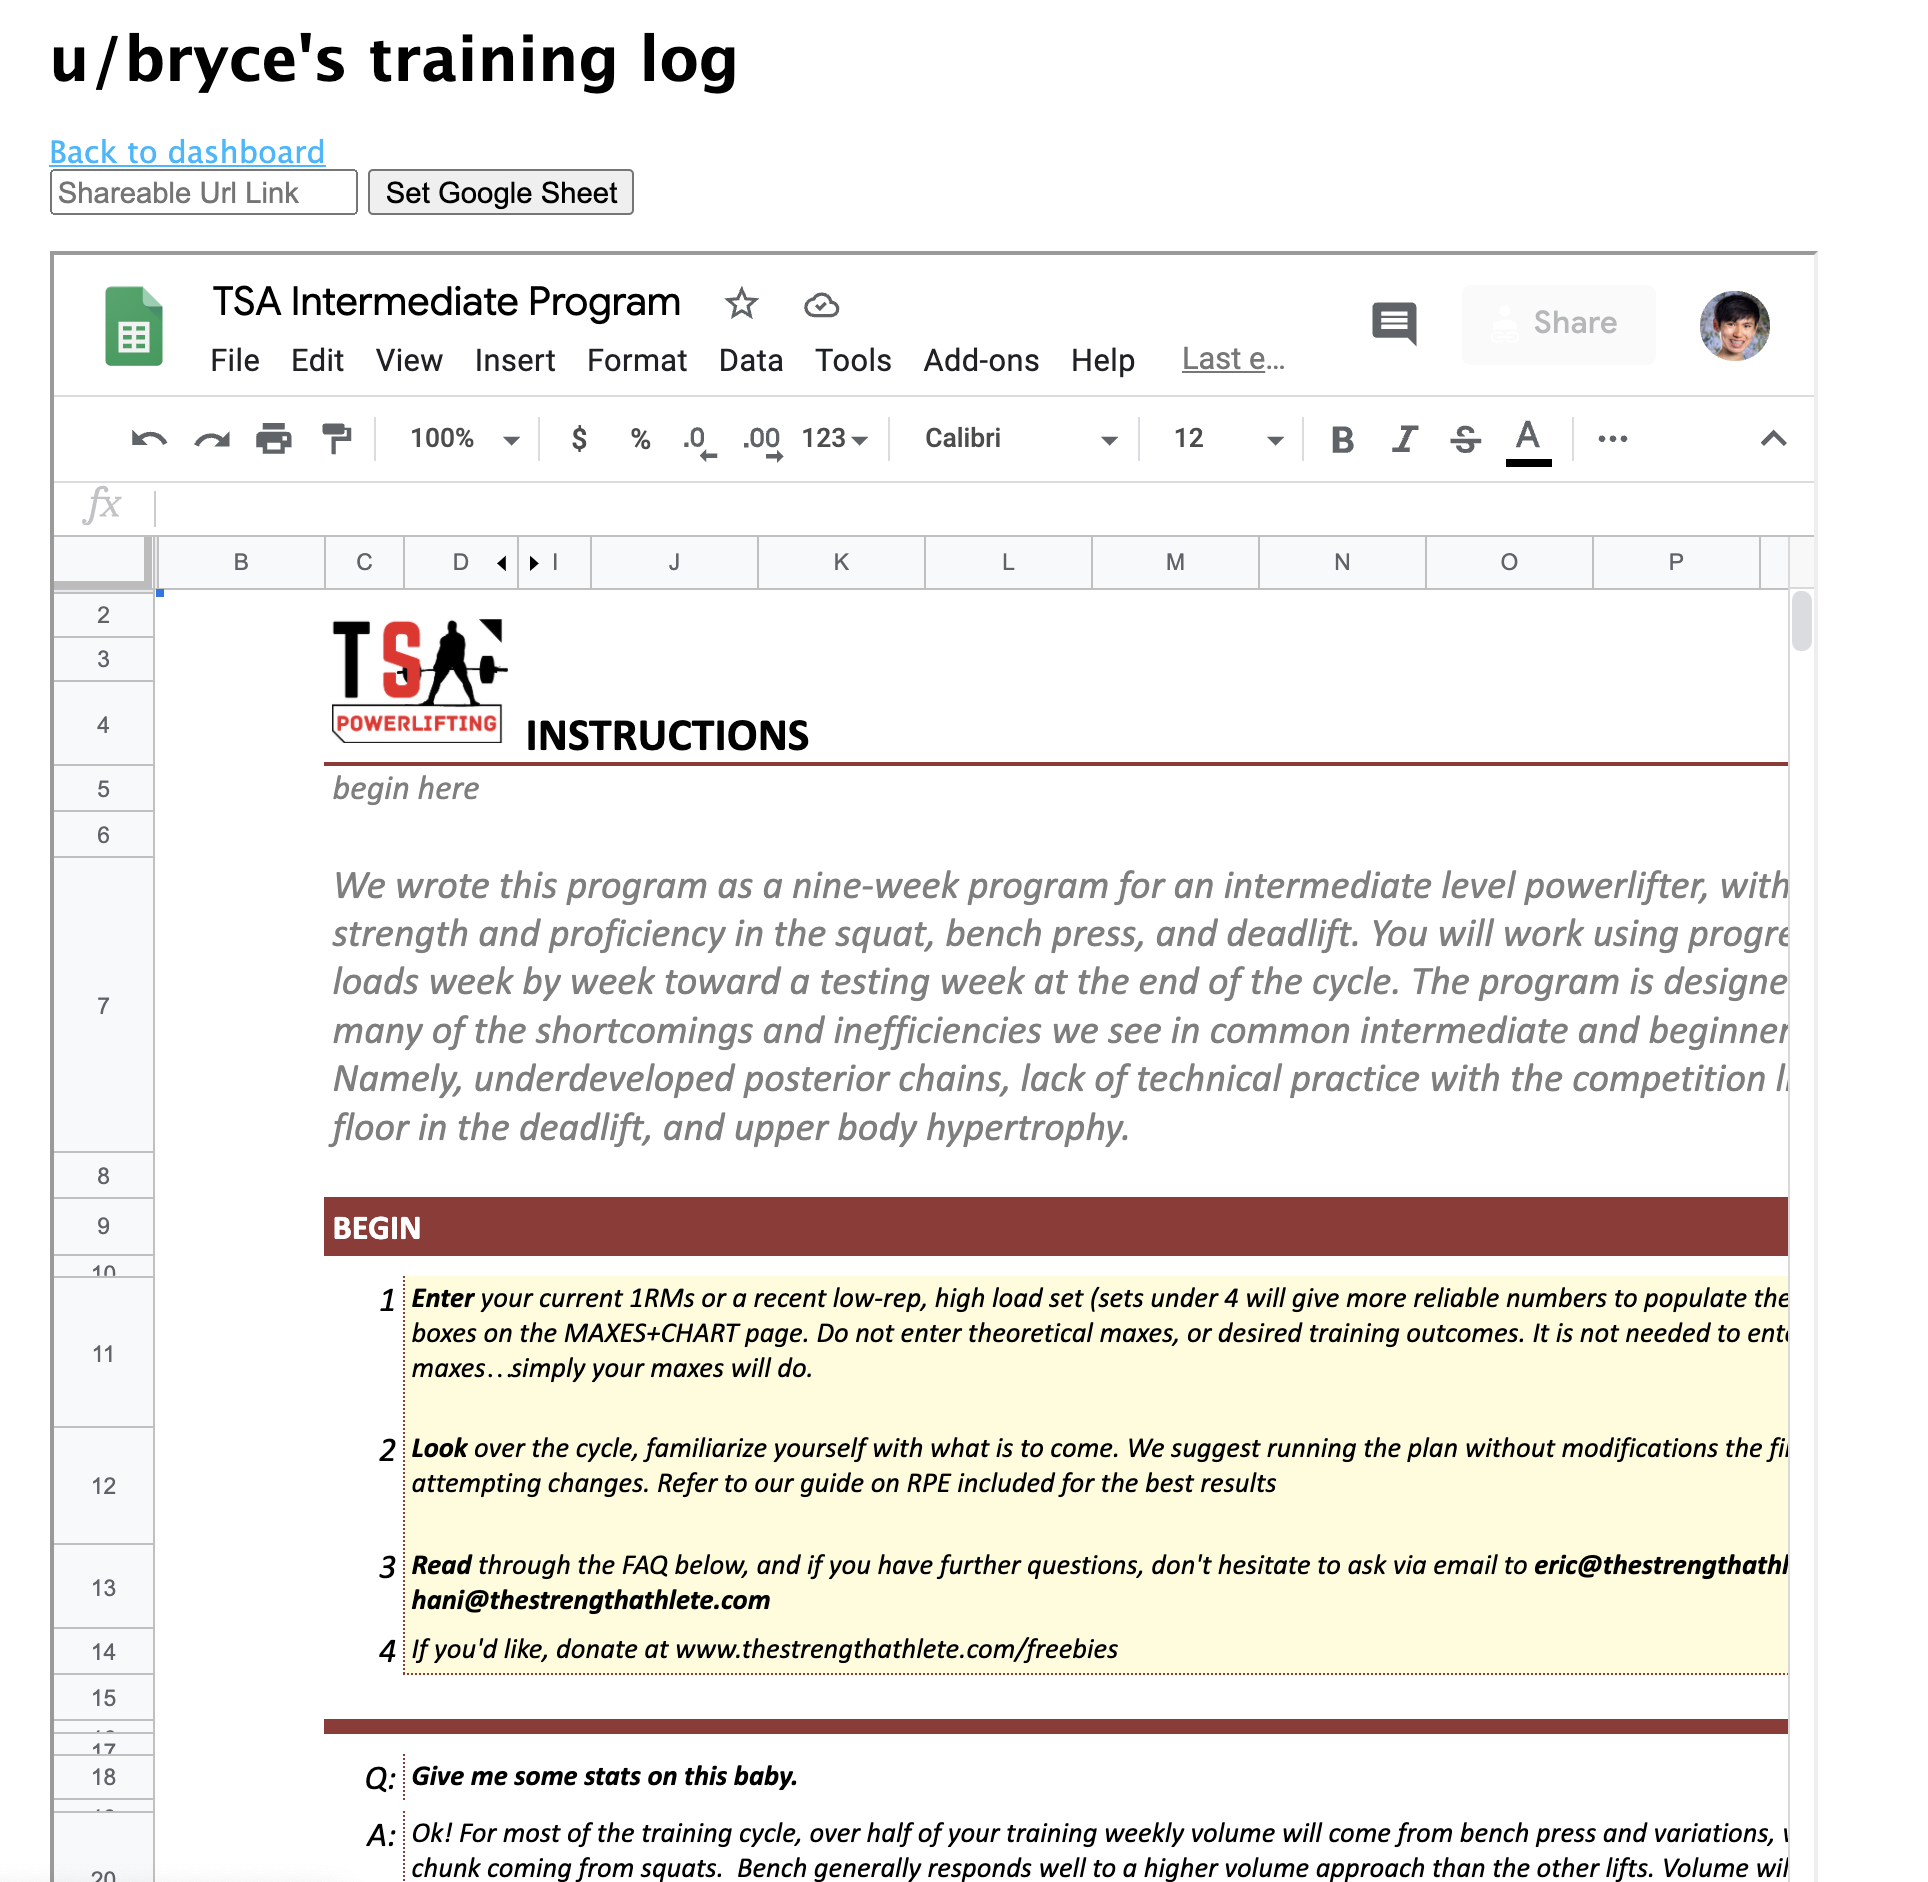 u/bryce's training log
Back to dashboard
Shareable Url Link
Set Google Sheet
TSA Intermediate Program
File Edit View Insert Format Data Tools Add-ons Help Last e...
Share
100% $ % .0 .00 123 Calibri 12 B I S A
fx
B C D I J K L M N O P
2
3
TSA
POWERLIFTING
4
INSTRUCTIONS
5
begin here
6
We wrote this program as a nine-week program for an intermediate level powerlifter, with
strength and proficiency in the squat, bench press, and deadlift. You will work using progre
loads week by week toward a testing week at the end of the cycle. The program is designe
7
many of the shortcomings and inefficiencies we see in common intermediate and beginner
Namely, underdeveloped posterior chains, lack of technical practice with the competition l
floor in the deadlift, and upper body hypertrophy.
8
9
BEGIN
10
1 Enter your current 1RMs or a recent low-rep, high load set (sets under 4 will give more reliable numbers to populate the
11
boxes on the MAXES+CHART page. Do not enter theoretical maxes, or desired training outcomes. It is not needed to ent
maxes...simply your maxes will do.
2 Look over the cycle, familiarize yourself with what is to come. We suggest running the plan without modifications the fi
12
attempting changes. Refer to our guide on RPE included for the best results
3 Read through the FAQ below, and if you have further questions, don't hesitate to ask via email to eric@thestrengthathl
13
hani@thestrengthathlete.com
14
4 If you'd like, donate at www.thestrengthathlete.com/freebies
15
17
18
Q: Give me some stats on this baby.
A: Ok! For most of the training cycle, over half of your training weekly volume will come from bench press and variations,
20
chunk coming from squats. Bench generally responds well to a higher volume approach than the other lifts. Volume wil